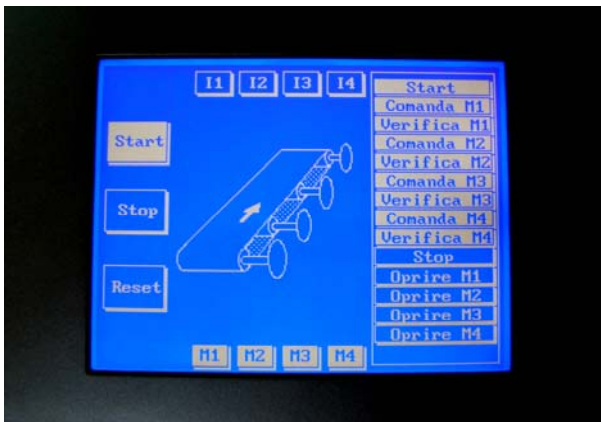 I1 I2 I3 I4
Start
Stop
Reset
M1 M2 M3 M4
Start
Comanda M1
Verifica M1
Comanda M2
Verifica M2
Comanda M3
Verifica M3
Comanda M4
Verifica M4
Stop
Oprire M1
Oprire M2
Oprire M3
Oprire M4